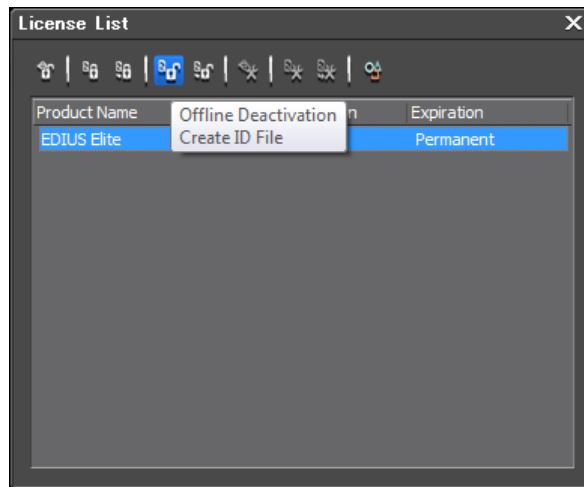 License List
X
Product Name
Offline Deactivation
Create ID File
n
Expiration
EDIUS Elite
Permanent